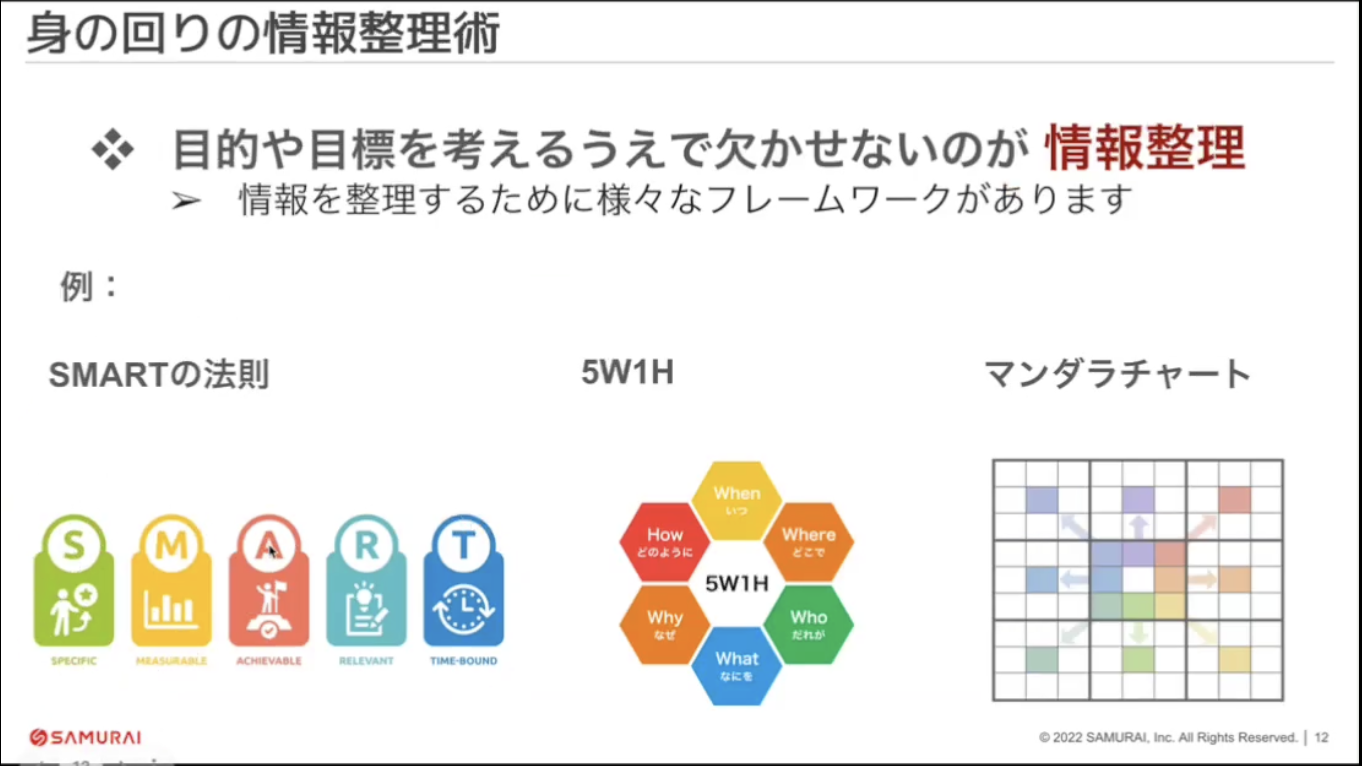 身の回りの情報整理術
❖ 目的や目標を考えるうえで欠かせないのが 情報整理
➢ 情報を整理するために様々なフレームワークがあります
例：
SMARTの法則
5W1H
マンダラチャート
S
M
A
R
T
SPECIFIC
MEASURABLE
ACHIEVABLE
RELEVANT
TIME-BOUND
When
いつ
Where
どこで
Who
だれが
What
なにを
Why
なぜ
How
どのように
5W1H
SAMURAI
© 2022 SAMURAI, Inc. All Rights Reserved. | 12